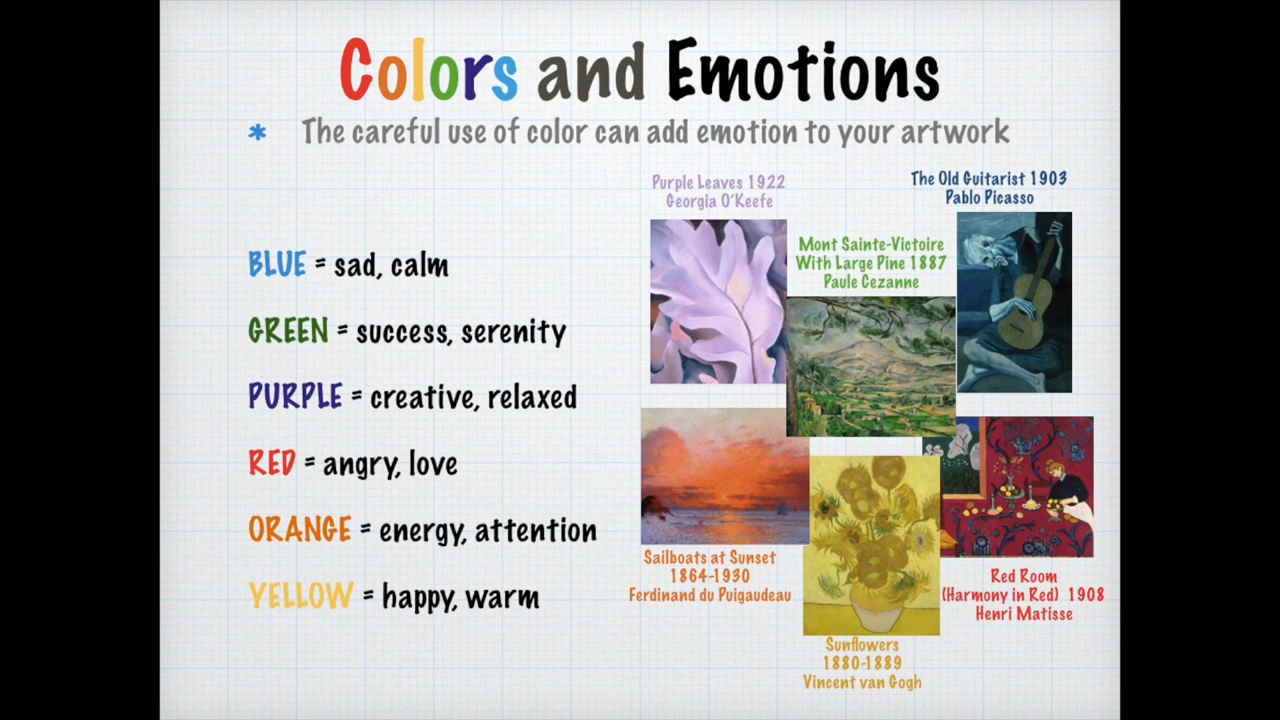 Colors and Emotions
* The careful use of color can add emotion to your artwork
BLUE = sad, calm
GREEN = success, serenity
PURPLE = creative, relaxed
RED = angry, love
ORANGE = energy, attention
YELLOW = happy, warm
Purple Leaves 1922
Georgia O'Keefe
The Old Guitarist 1903
Pablo Picasso
Mont Sainte-Victoire
With Large Pine 1887
Paule Cezanne
Sailboats at Sunset
1864-1930
Ferdinand du Puigaudeau
Red Room
(Harmony in Red) 1908
Henri Matisse
Sunflowers
1880-1889
Vincent van Gogh